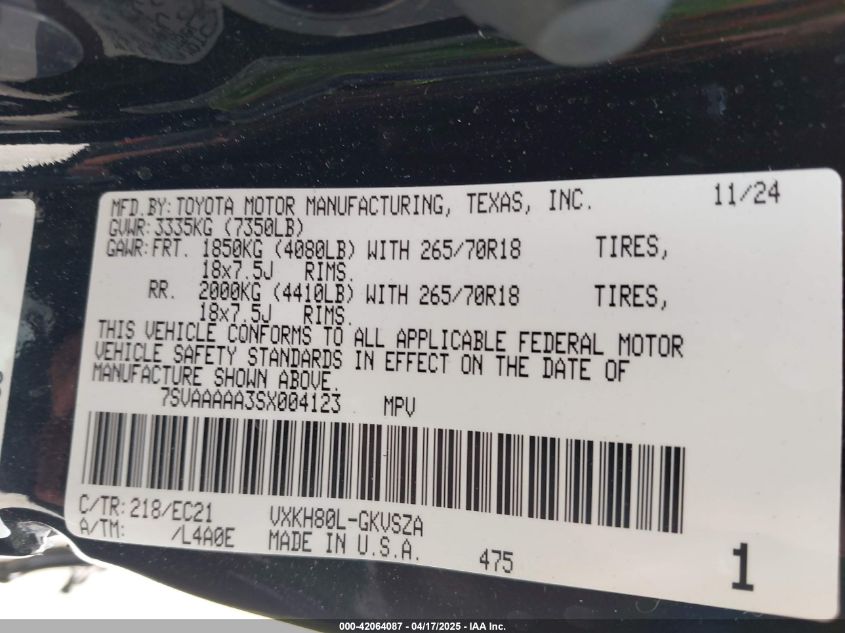 MFD.BY:TOYOTA MOTOR MANUFACTURING, TEXAS, INC. 11/24
GVWR:3335KG (7350LB)
GAWR:FRT. 1850KG (4080LB) WITH 265/70R18 TIRES,
18x7.5J RIMS.
RR. 2000KG (4410LB) WITH 265/70R18 TIRES,
18x7.5J RIMS.
THIS VEHICLE CONFORMS TO ALL APPLICABLE FEDERAL MOTOR
VEHICLE SAFETY STANDARDS IN EFFECT ON THE DATE OF
MANUFACTURE SHOWN ABOVE.
7SVAAAAA3SX004123 MPV
C/TR:218/EC21 VXKH80L-GKVSZA
A/TM: /L4A0E MADE IN U.S.A. 475 1
000-42064087 - 04/17/2025 - IAA Inc.